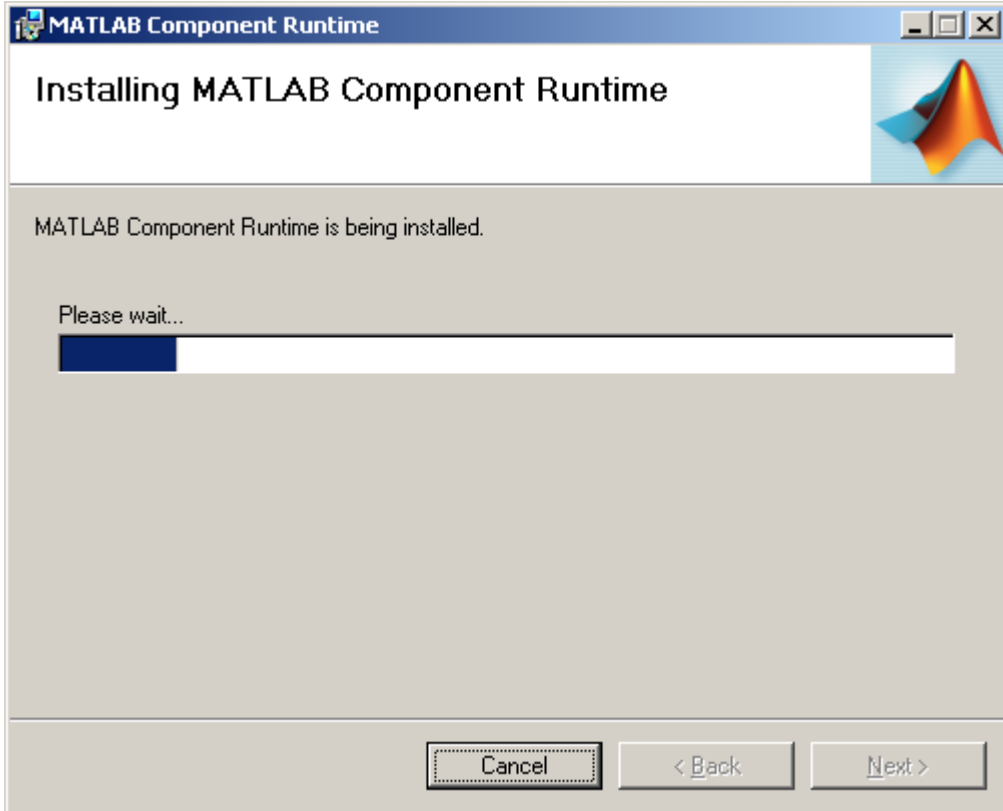 MATLAB Component Runtime
Installing MATLAB Component Runtime
MATLAB Component Runtime is being installed.
Please wait...
Cancel < Back Next >